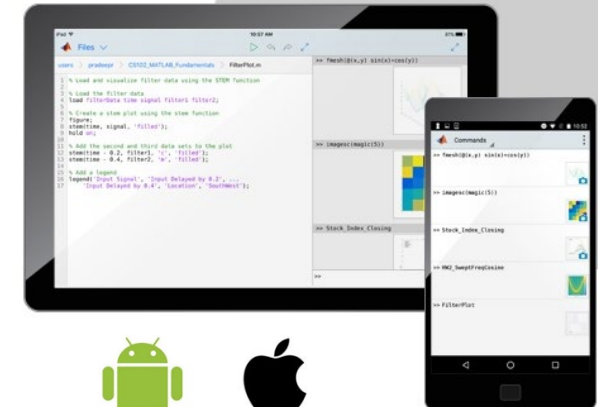 iPad
10:57 AM
37%
Files
users > pradeepr > CS102_MATLAB_Fundamentals > FilterPlot.m
1 % Load and visualize filter data using the STEM function
2
3 % Load the filter data
4 load filterData time signal filter1 filter2;
5
6 % Create a stem plot using the stem function
7 figure;
8 stem(time, signal, 'filled');
9 hold on;
10
11 % Add the second and third data sets to the plot
12 stem(time - 0.2, filter1, 'c', 'filled');
13 stem(time - 0.4, filter2, 'm', 'filled');
14
15 % Add a legend
16 legend('Input Signal', 'Input Delayed by 0.2', ...
17 'Input Delayed by 0.4', 'Location', 'SouthWest');
>> fmesh(@(x,y) sin(x)+cos(y))
>> imagesc(magic(5))
>> Stock_Index_Closing
>>
10:52
Commands
>> fmesh(@(x,y) sin(x)+cos(y))
>> imagesc(magic(5))
>> Stock_Index_Closing
>> HW2_SweptFreqCosine
>> FilterPlot